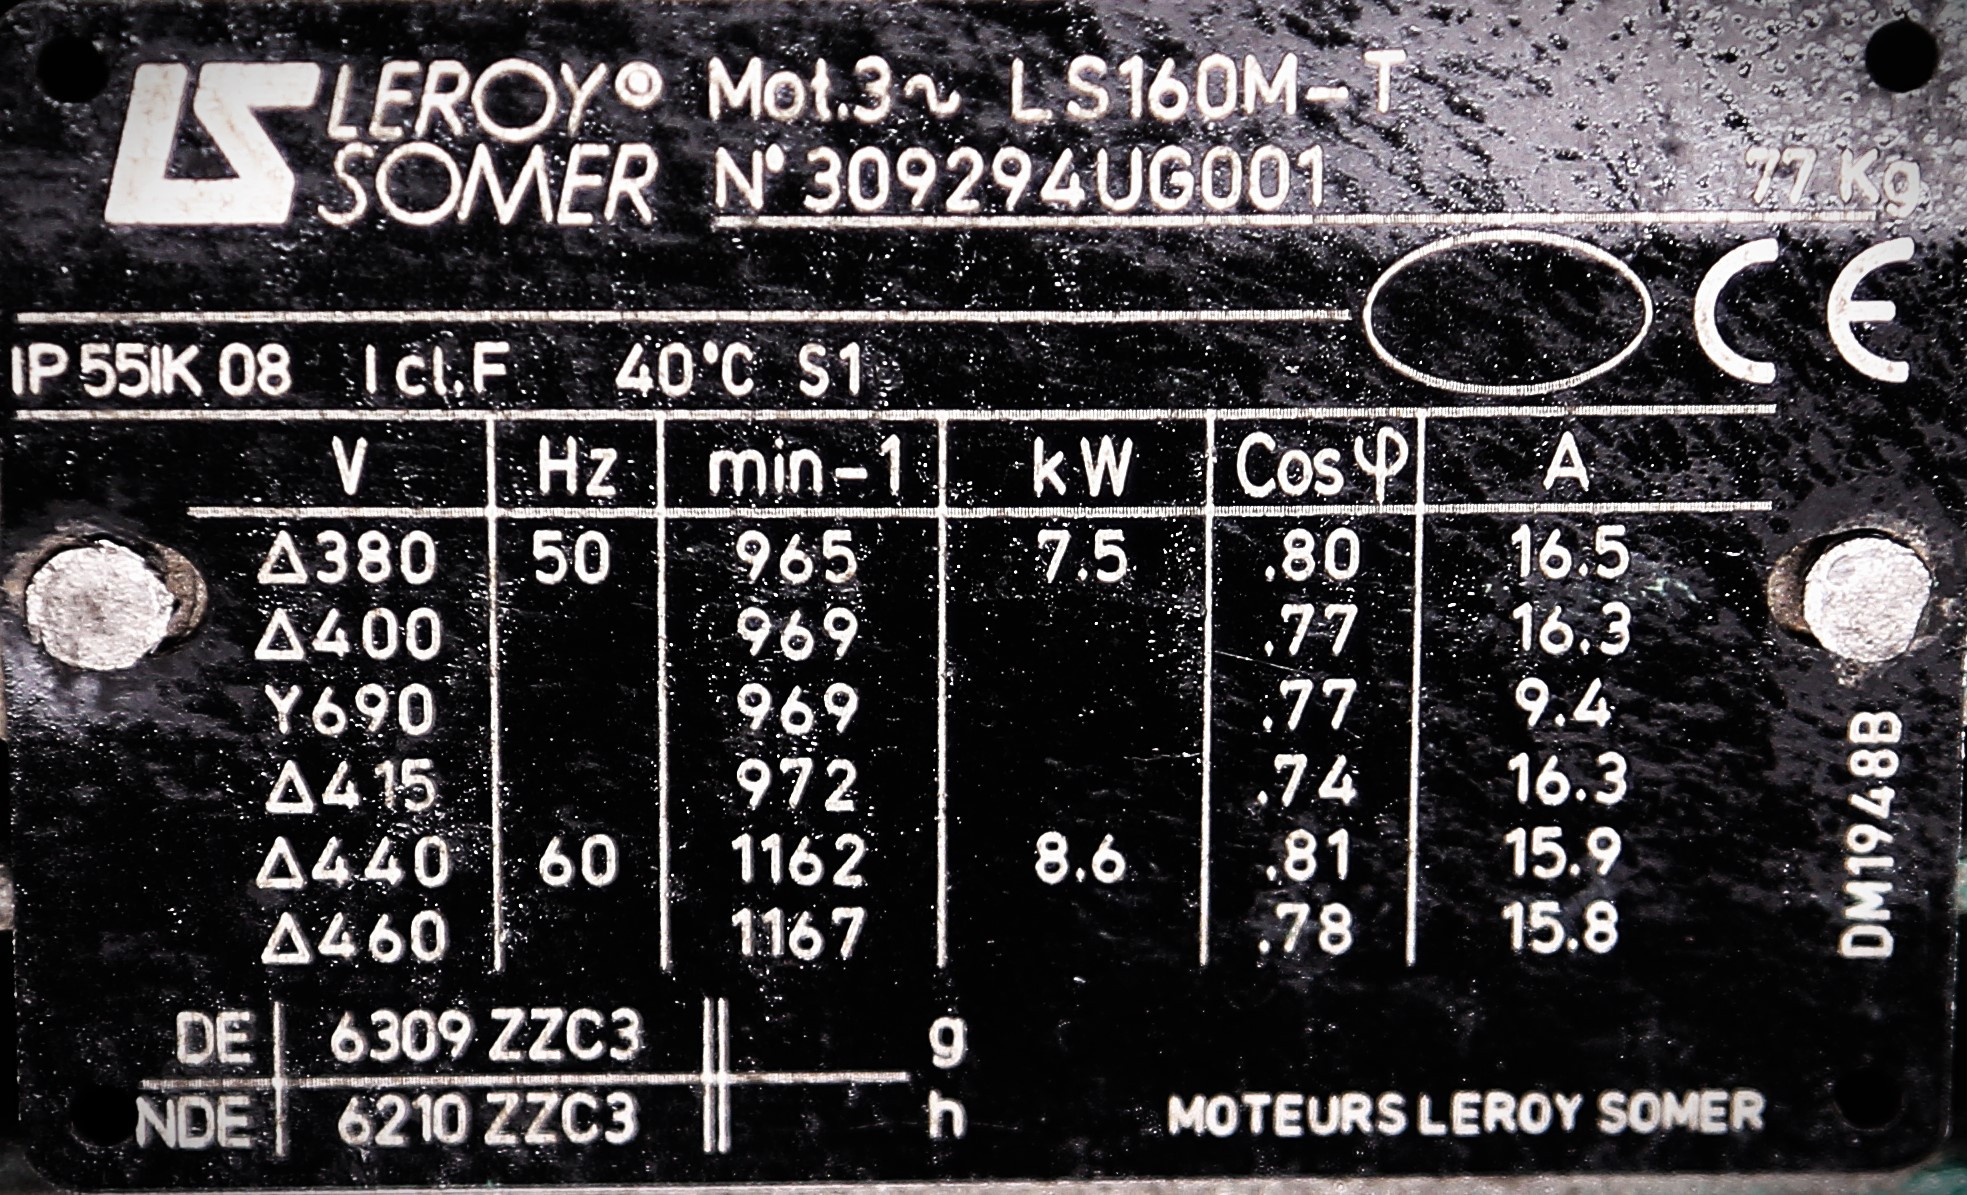 LS LEROY® Mot.3~ LS160M-T
SOMER N° 309294UG001 77 Kg
CE
IP 55IK 08 I cl.F 40°C S1
V Hz min-1 kW Cos φ A
Δ380 50 965 7.5 .80 16.5
Δ400 969 .77 16.3
Y690 969 .77 9.4
Δ415 972 .74 16.3
Δ440 60 1162 8.6 .81 15.9
Δ460 1167 .78 15.8
DM1948B
DE 6309 ZZC3 g
NDE 6210 ZZC3 h
MOTEURS LEROY SOMER